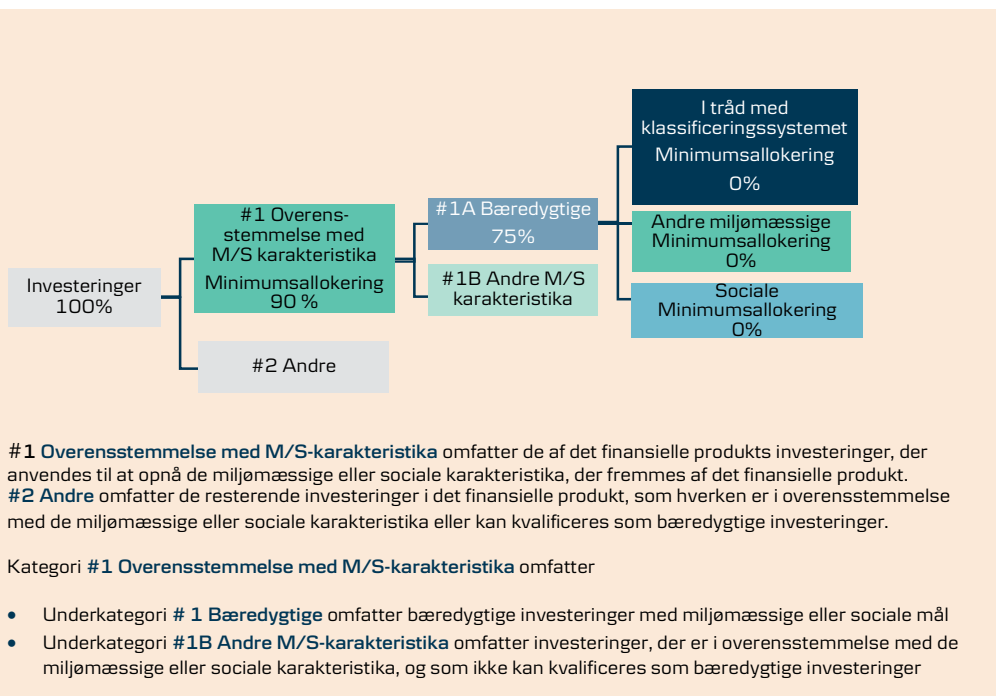 Investeringer
100%
#1 Overens-
stemmelse med
M/S karakteristika
Minimumsallokering
90 %
#2 Andre
#1A Bæredygtige
75%
#1B Andre M/S
karakteristika
I tråd med
klassificeringssystemet
Minimumsallokering
0%
Andre miljømæssige
Minimumsallokering
0%
Sociale
Minimumsallokering
0%
#1 Overensstemmelse med M/S-karakteristika omfatter de af det finansielle produkts investeringer, der
anvendes til at opnå de miljømæssige eller sociale karakteristika, der fremmes af det finansielle produkt.
#2 Andre omfatter de resterende investeringer i det finansielle produkt, som hverken er i overensstemmelse
med de miljømæssige eller sociale karakteristika eller kan kvalificeres som bæredygtige investeringer.
Kategori #1 Overensstemmelse med M/S-karakteristika omfatter
• Underkategori # 1 Bæredygtige omfatter bæredygtige investeringer med miljømæssige eller sociale mål
• Underkategori #1B Andre M/S-karakteristika omfatter investeringer, der er i overensstemmelse med de
miljømæssige eller sociale karakteristika, og som ikke kan kvalificeres som bæredygtige investeringer